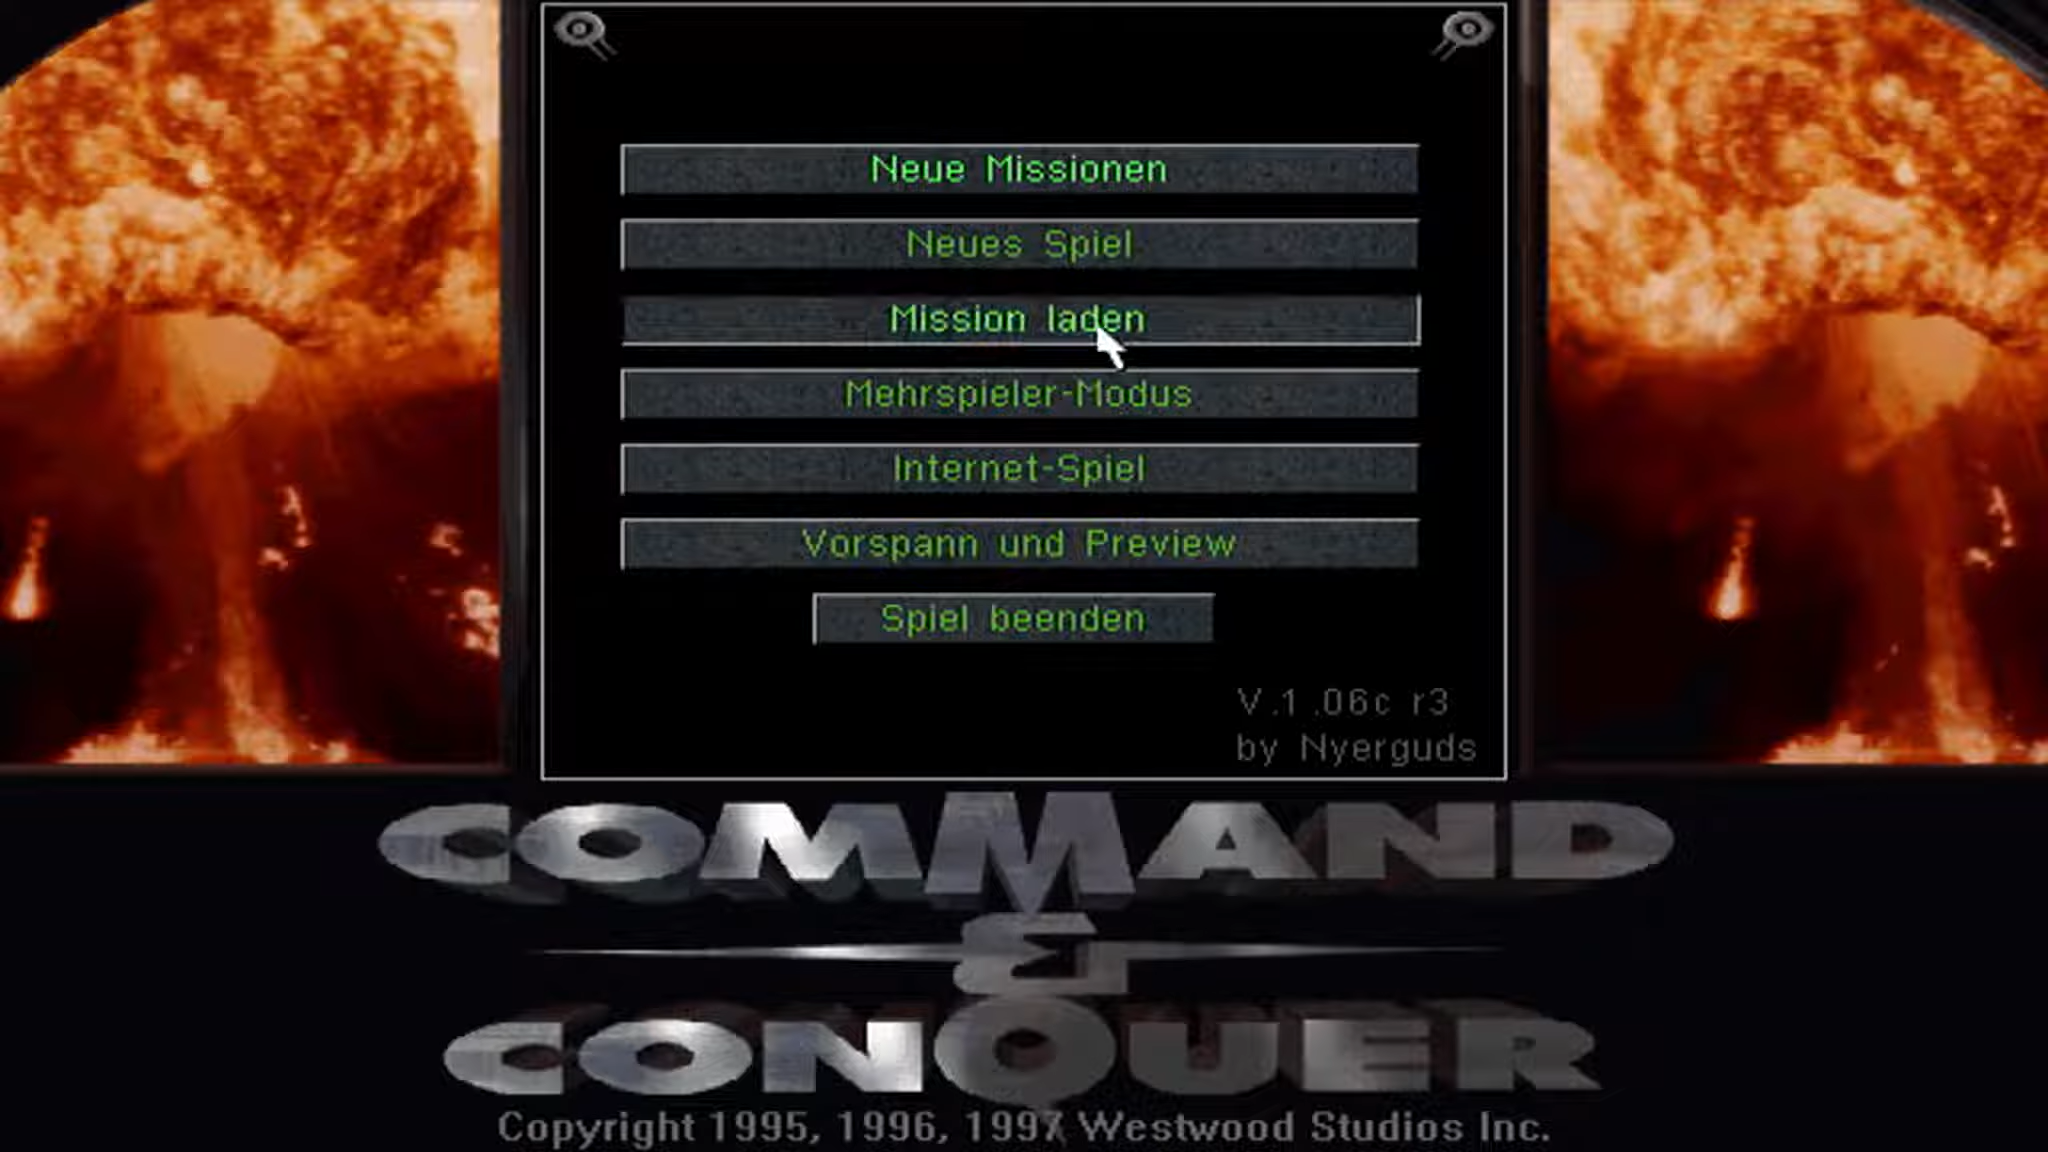 Neue Missionen
Neues Spiel
Mission laden
Mehrspieler-Modus
Internet-Spiel
Vorspann und Preview
Spiel beenden
V.1.06c r3
by Nyerguds
COMMAND
&
CONQUER
Copyright 1995, 1996, 1997 Westwood Studios Inc.